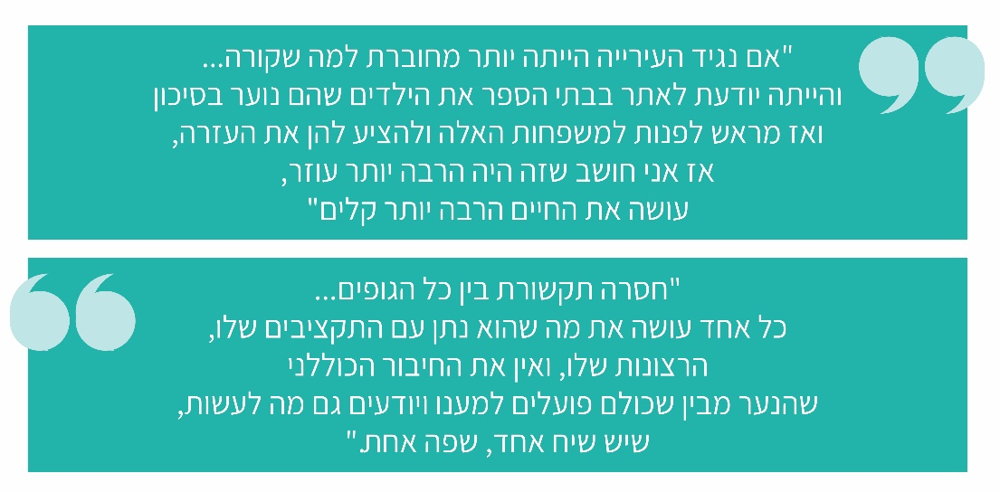 "אם נגיד העירייה הייתה יותר מחוברת למה שקורה...
והייתה יודעת לאתר בבתי הספר את הילדים שהם נוער בסיכון
ואז מראש לפנות למשפחות האלה ולהציע להן את העזרה,
אז אני חושב שזה היה הרבה יותר עוזר,
עושה את החיים הרבה יותר קלים"
"חסרה תקשורת בין כל הגופים...
כל אחד עושה את מה שהוא נתן עם התקציבים שלו,
הרצונות שלו, ואין את החיבור הכוללני
שהנער מבין שכולם פועלים למענו ויודעים גם מה לעשות,
שיש שיח אחד, שפה אחת."